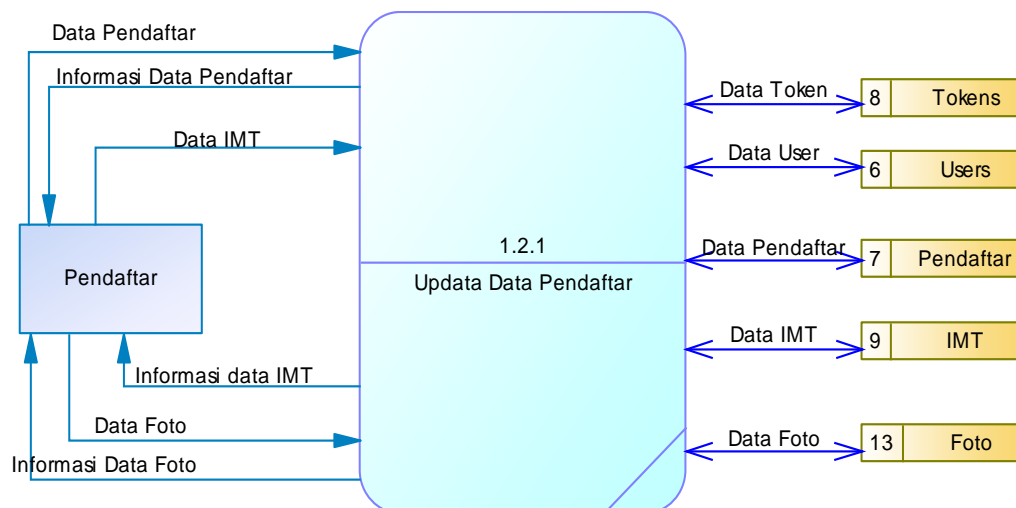 Data Pendaftar
Informasi Data Pendaftar
Data IMT
Pendaftar
Informasi data IMT
Data Foto
Informasi Data Foto
1.2.1
Updata Data Pendaftar
Data Token
8 Tokens
Data User
6 Users
Data Pendaftar
7 Pendaftar
Data IMT
9 IMT
Data Foto
13 Foto